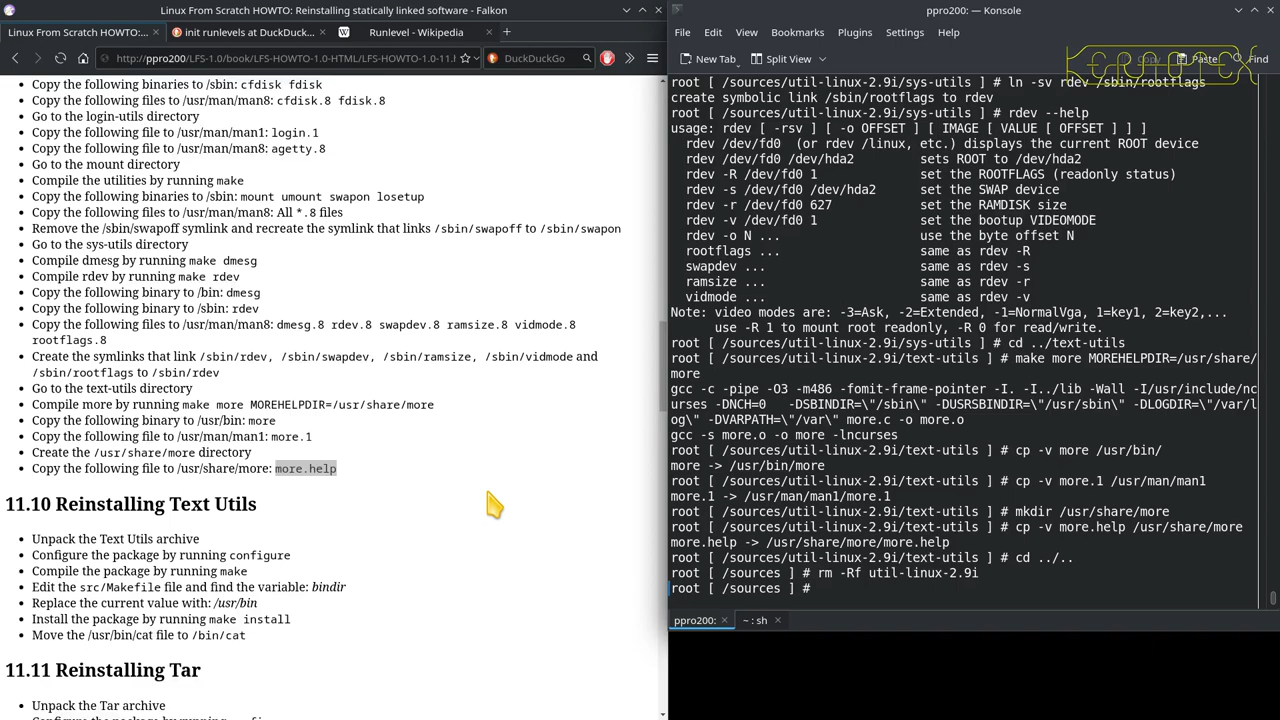 Linux From Scratch HOWTO: Reinstalling statically linked software - Falkon
Linux From Scratch HOWTO:...
init runlevels at DuckDuck...
Runlevel - Wikipedia
http://ppro200/LFS-1.0/book/LFS-HOWTO-1.0-HTML/LFS-HOWTO-1.0-11.
DuckDuckGo
Copy the following binaries to /sbin: cfdisk fdisk
Copy the following files to /usr/man/man8: cfdisk.8 fdisk.8
Go to the login-utils directory
Copy the following file to /usr/man/man1: login.1
Copy the following file to /usr/man/man8: agetty.8
Go to the mount directory
Compile the utilities by running make
Copy the following binaries to /sbin: mount umount swapon losetup
Copy the following files to /usr/man/man8: All *.8 files
Remove the /sbin/swapoff symlink and recreate the symlink that links /sbin/swapoff to /sbin/swapon
Go to the sys-utils directory
Compile dmesg by running make dmesg
Compile rdev by running make rdev
Copy the following binary to /bin: dmesg
Copy the following binary to /sbin: rdev
Copy the following files to /usr/man/man8: dmesg.8 rdev.8 swapdev.8 ramsize.8 vidmode.8
rootflags.8
Create the symlinks that link /sbin/rdev, /sbin/swapdev, /sbin/ramsize, /sbin/vidmode and
/sbin/rootflags to /sbin/rdev
Go to the text-utils directory
Compile more by running make more MOREHELPDIR=/usr/share/more
Copy the following binary to usr/bin: more
Copy the following file to /usr/man/man1: more.1
Create the /usr/share/more directory
Copy the following file to /usr/share/more: more.help
11.10 Reinstalling Text Utils
Unpack the Text Utils archive
Configure the package by running configure
Compile the package by running make
Edit the src/Makefile file and find the variable: bindir
Replace the current value with: /usr/bin
Install the package by running make install
Move the /usr/bin/cat file to /bin/cat
11.11 Reinstalling Tar
Unpack the Tar archive
ppro200: — Konsole
File Edit View Bookmarks Plugins Settings Help
New Tab Split View Copy Paste Find
root [ /sources/util-linux-2.9i/sys-utils ] # ln -sv rdev /sbin/rootflags
create symbolic link /sbin/rootflags to rdev
root [ /sources/util-linux-2.9i/sys-utils ] # rdev --help
usage: rdev [ -rsv ] [ -o OFFSET ] [ IMAGE [ VALUE [ OFFSET ] ] ]
rdev /dev/fd0 (or rdev /linux, etc.) displays the current ROOT device
rdev /dev/fd0 /dev/hda2 sets ROOT to /dev/hda2
rdev -R /dev/fd0 1 set the ROOTFLAGS (readonly status)
rdev -s /dev/fd0 /dev/hda2 set the SWAP device
rdev -r /dev/fd0 627 set the RAMDISK size
rdev -v /dev/fd0 1 set the bootup VIDEOMODE
rdev -o N ... use the byte offset N
rootflags ... same as rdev -R
swapdev ... same as rdev -s
ramsize ... same as rdev -r
vidmode ... same as rdev -v
Note: video modes are: -3=Ask, -2=Extended, -1=NormalVga, 1=key1, 2=key2,...
use -R 1 to mount root readonly, -R 0 for read/write.
root [ /sources/util-linux-2.9i/sys-utils ] # cd ../text-utils
root [ /sources/util-linux-2.9i/text-utils ] # make more MOREHELPDIR=/usr/share/
more
gcc -c -pipe -O3 -m486 -fomit-frame-pointer -I. -I../lib -Wall -I/usr/include/nc
urses -DNCH=0 -DSBINDIR=\"/sbin\" -DUSRSBINDIR=\"/usr/sbin\" -DLOGDIR=\"/var/l
og\" -DVARPATH=\"/var\" more.c -o more.o
gcc -s more.o -o more -lncurses
root [ /sources/util-linux-2.9i/text-utils ] # cp -v more /usr/bin/
more -> /usr/bin/more
root [ /sources/util-linux-2.9i/text-utils ] # cp -v more.1 /usr/man/man1
more.1 -> /usr/man/man1/more.1
root [ /sources/util-linux-2.9i/text-utils ] # mkdir /usr/share/more
root [ /sources/util-linux-2.9i/text-utils ] # cp -v more.help /usr/share/more
more.help -> /usr/share/more/more.help
root [ /sources/util-linux-2.9i/text-utils ] # cd ../..
root [ /sources ] # rm -Rf util-linux-2.9i
root [ /sources ] #
ppro200:
~ : sh